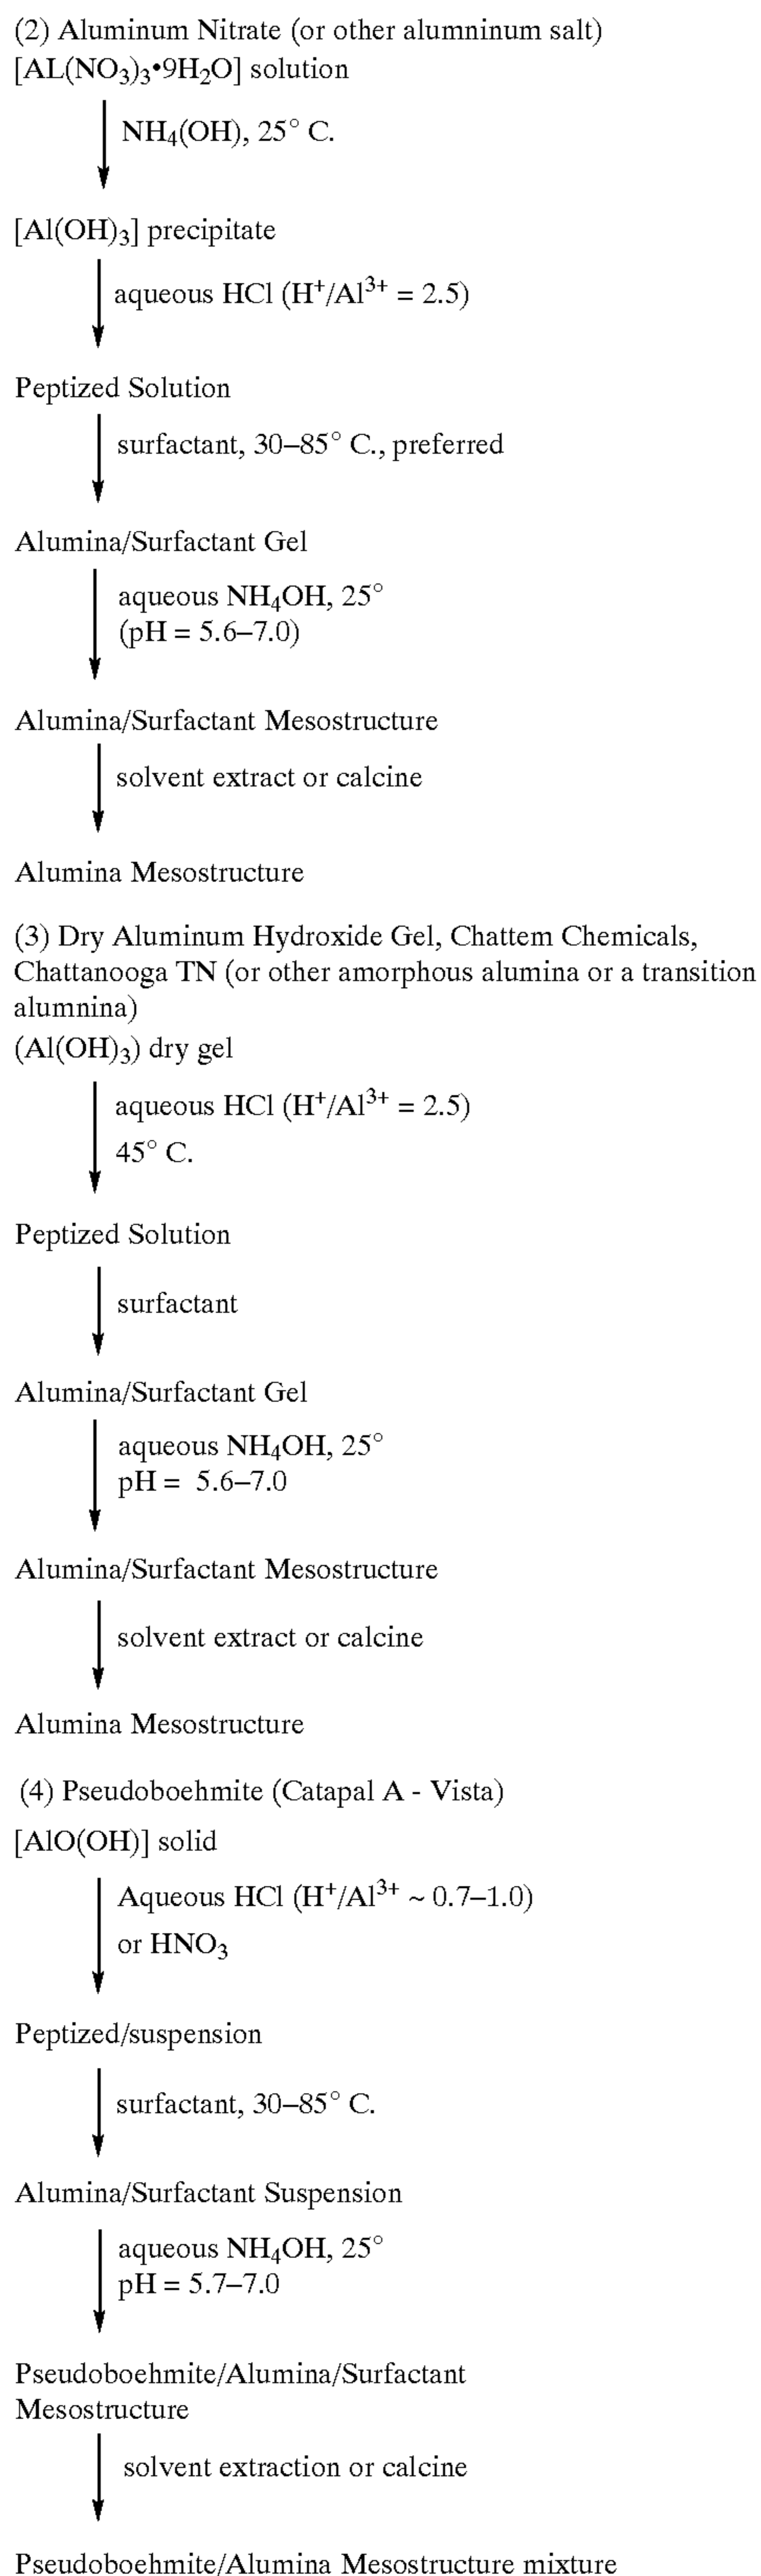 (2) Aluminum Nitrate (or other alumninum salt)
[AL(NO₃)₃•9H₂O] solution
NH₄(OH), 25° C.
[Al(OH)₃] precipitate
aqueous HCl (H⁺/Al³⁺ = 2.5)
Peptized Solution
surfactant, 30–85° C., preferred
Alumina/Surfactant Gel
aqueous NH₄OH, 25°
(pH = 5.6–7.0)
Alumina/Surfactant Mesostructure
solvent extract or calcine
Alumina Mesostructure
(3) Dry Aluminum Hydroxide Gel, Chattem Chemicals,
Chattanooga TN (or other amorphous alumina or a transition
alumnina)
(Al(OH)₃) dry gel
aqueous HCl (H⁺/Al³⁺ = 2.5)
45° C.
Peptized Solution
surfactant
Alumina/Surfactant Gel
aqueous NH₄OH, 25°
pH = 5.6–7.0
Alumina/Surfactant Mesostructure
solvent extract or calcine
Alumina Mesostructure
(4) Pseudoboehmite (Catapal A - Vista)
[AlO(OH)] solid
Aqueous HCl (H⁺/Al³⁺ ~ 0.7–1.0)
or HNO₃
Peptized/suspension
surfactant, 30–85° C.
Alumina/Surfactant Suspension
aqueous NH₄OH, 25°
pH = 5.7–7.0
Pseudoboehmite/Alumina/Surfactant
Mesostructure
solvent extraction or calcine
Pseudoboehmite/Alumina Mesostructure mixture